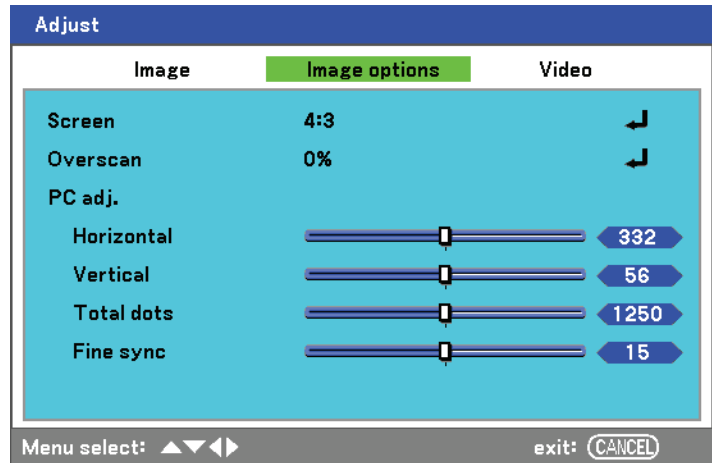 Adjust
Image Image options Video
Screen 4:3
Overscan 0%
PC adj.
Horizontal 332
Vertical 56
Total dots 1250
Fine sync 15
Menu select: ▲▼◀▶ exit: CANCEL